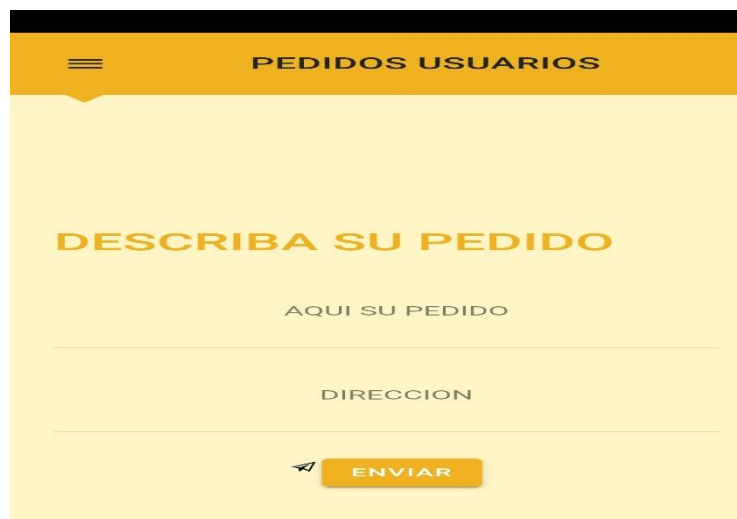 PEDIDOS USUARIOS
DESCRIBA SU PEDIDO
AQUI SU PEDIDO
DIRECCION
ENVIAR